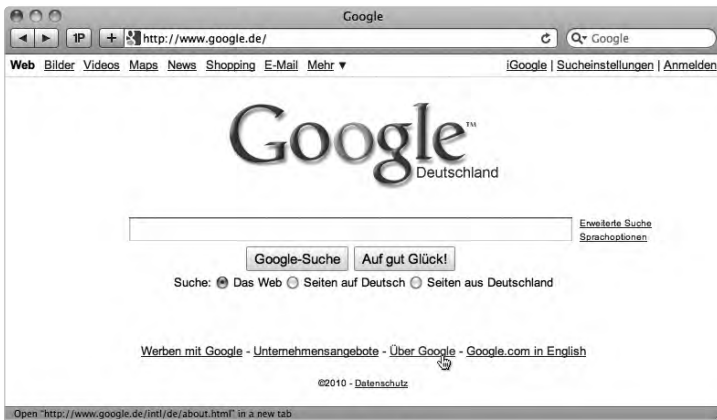 Google
1P + http://www.google.de/ Google
Web Bilder Videos Maps News Shopping E-Mail Mehr ▼ iGoogle | Sucheinstellungen | Anmelden
Google™
Deutschland
Erweiterte Suche
Sprachoptionen
Google-Suche Auf gut Glück!
Suche: Das Web Seiten auf Deutsch Seiten aus Deutschland
Werben mit Google - Unternehmensangebote - Über Google - Google.com in English
©2010 - Datenschutz
Open "http://www.google.de/intl/de/about.html" in a new tab